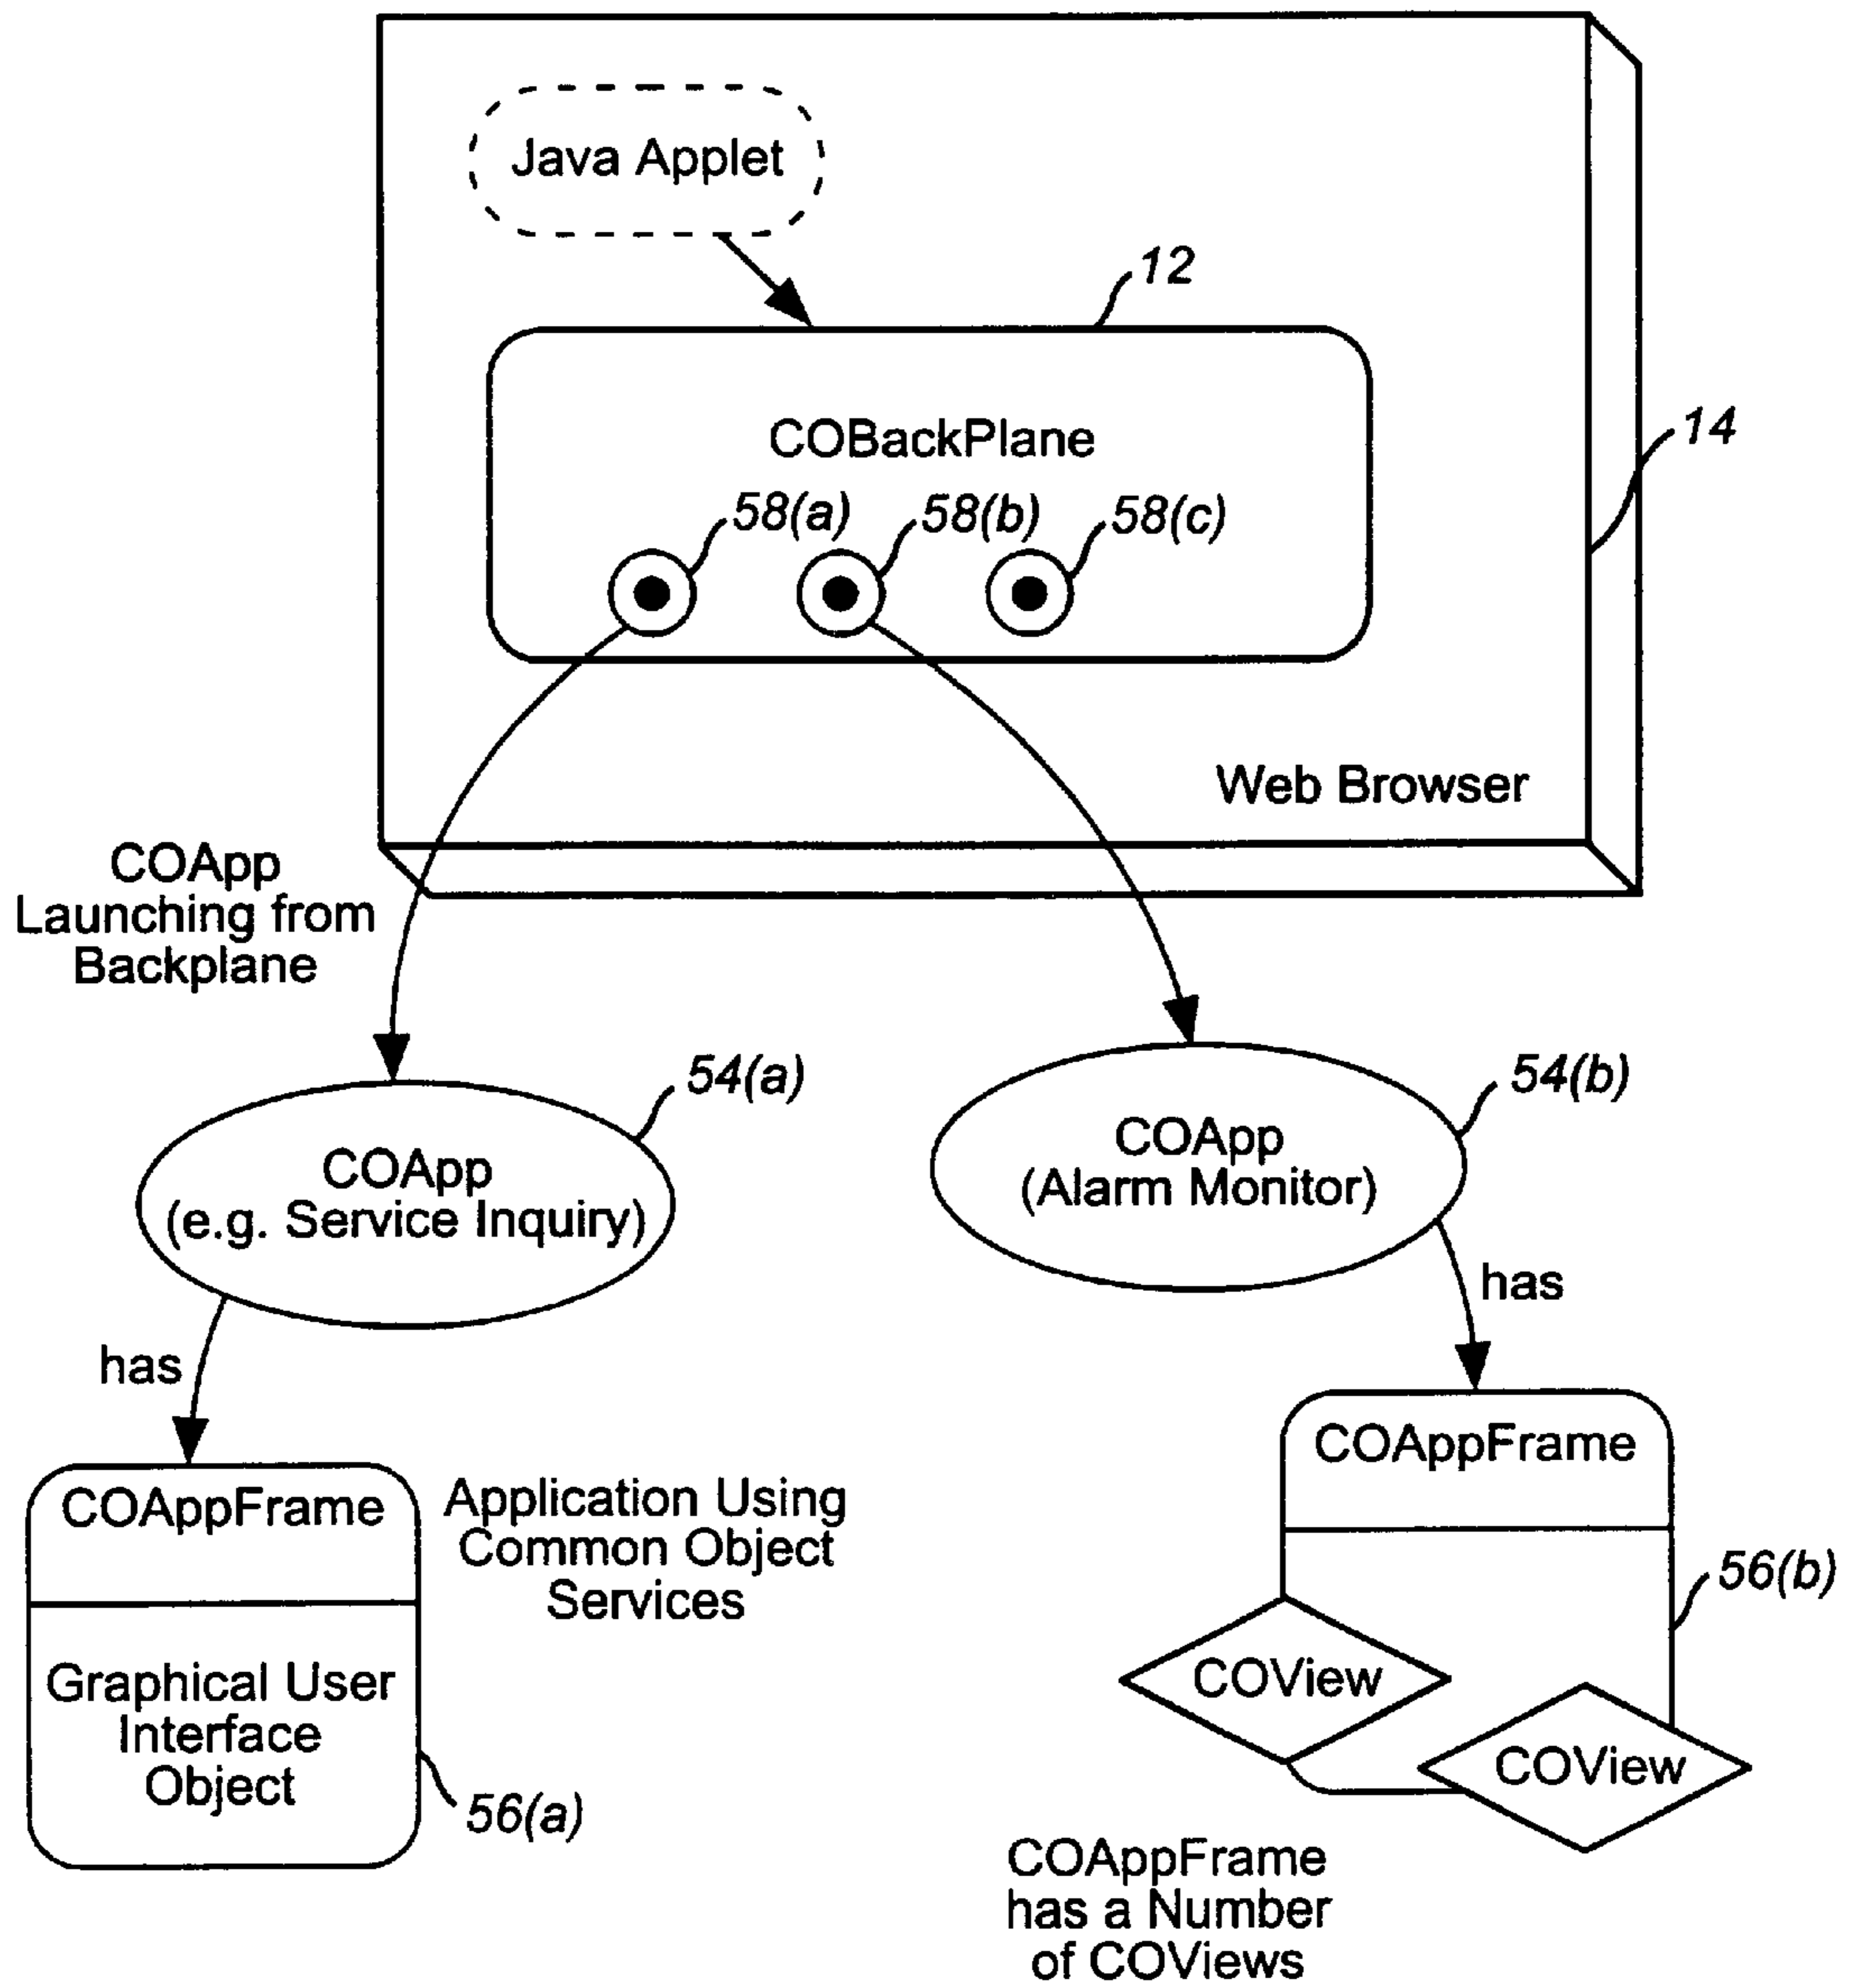 Java Applet
12
COBackPlane
14
58(a)
58(b)
58(c)
Web Browser
COApp
Launching from
Backplane
54(a)
54(b)
COApp
(e.g. Service Inquiry)
COApp
(Alarm Monitor)
has
has
COAppFrame
Application Using
Common Object
Services
Graphical User
Interface
Object
56(a)
COAppFrame
56(b)
COView
COView
COAppFrame
has a Number
of COViews